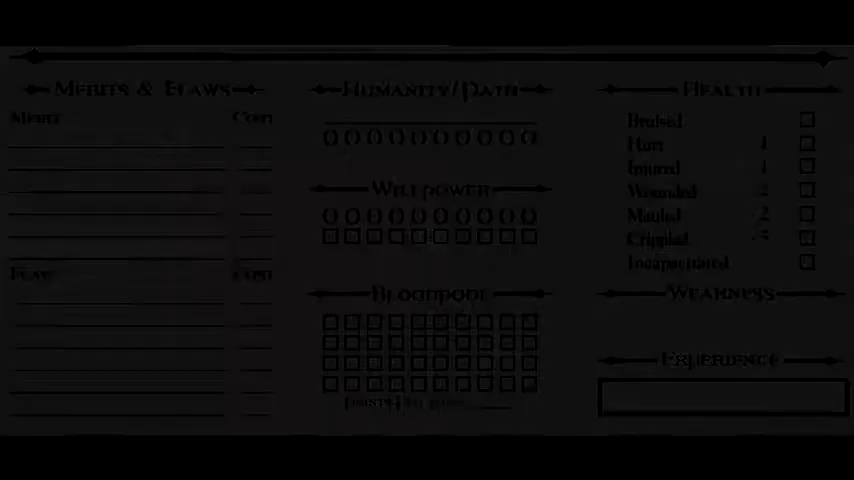 Merits & Flaws
Merit Cost
Flaw Cost
Humanity/Path
Willpower
Bloodpool
Health
Bruised
Hurt -1
Injured -1
Wounded -2
Mauled -2
Crippled -5
Incapacitated
Weakness
Experience